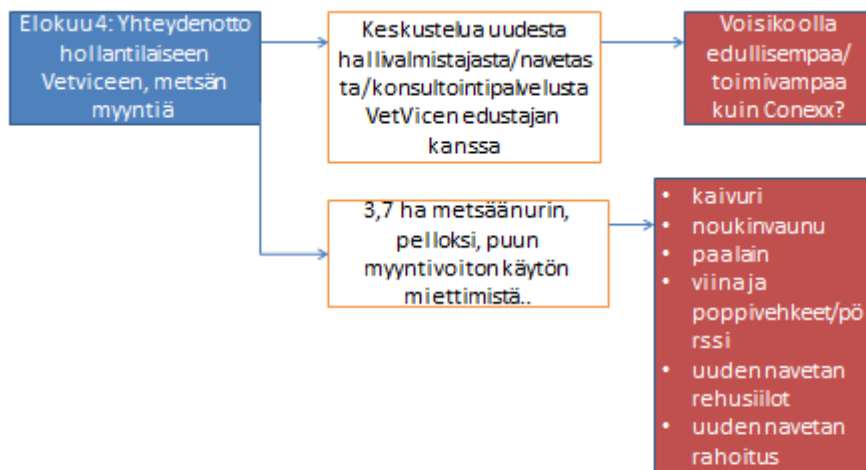 Elokuu 4: Yhteydenotto
hollantilaiseen
Vetviceen, metsän
myyntiä
Keskustelua uudesta
hallivalmistajasta/navetas
ta/konsultointipalvelusta
VetVicen edustajan
kanssa
Voisiko olla
edullisempaa/
toimivampaa
kuin Conexx?
3,7 ha metsää nurin,
pelloksi, puun
myyntivoiton käytön
miettimistä..
• kaivuri
• noukinvaunu
• paalain
• viina ja
poppivehkeet/pö
rssi
• uuden navetan
rehusiilot
• uuden navetan
rahoitus